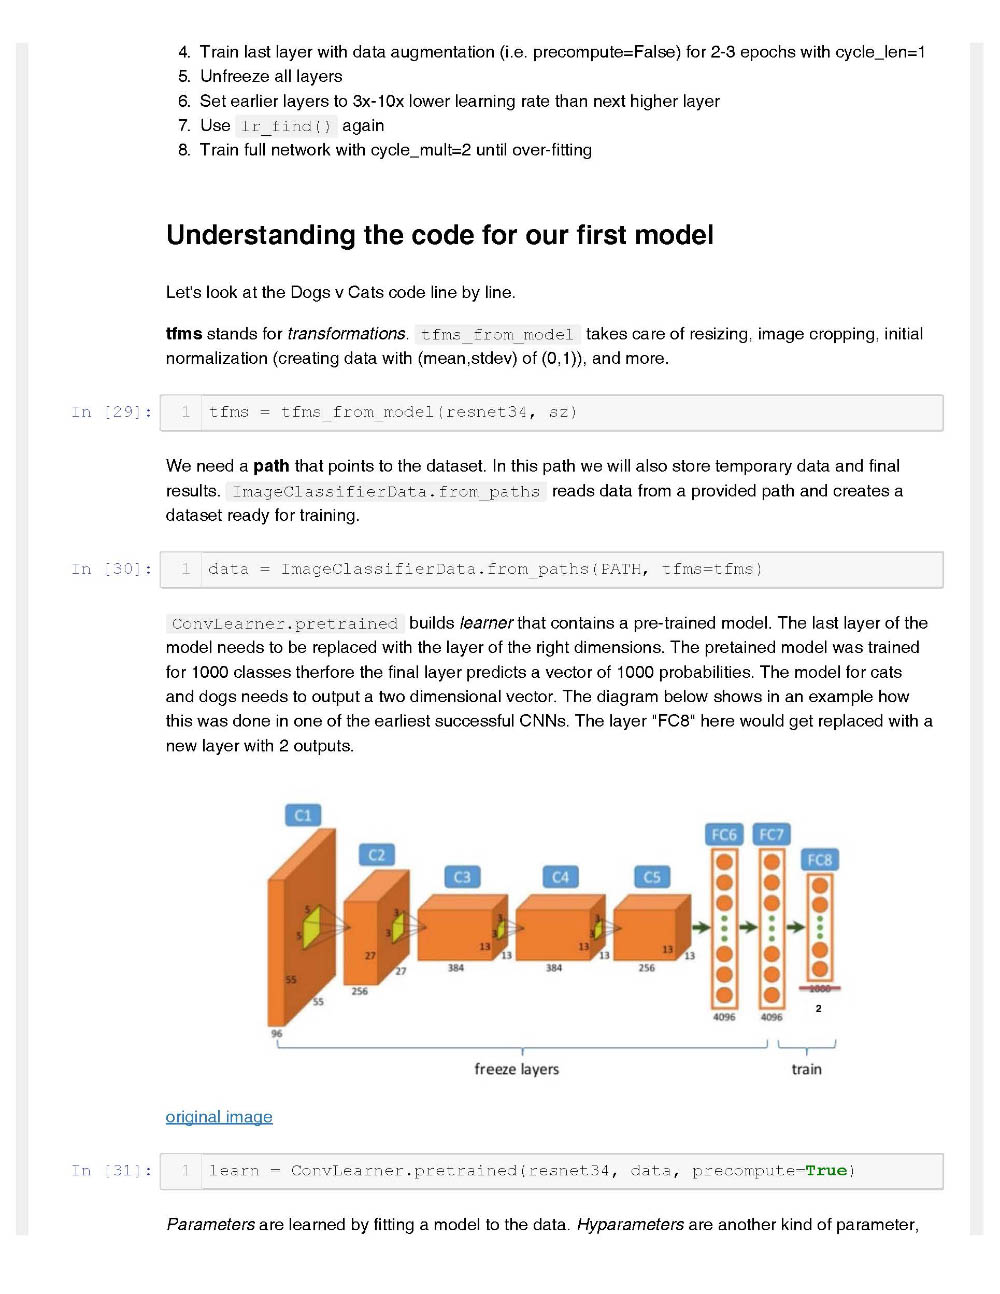 4. Train last layer with data augmentation (i.e. precompute=False) for 2-3 epochs with cycle_len=1
5. Unfreeze all layers
6. Set earlier layers to 3x-10x lower learning rate than next higher layer
7. Use lr_find() again
8. Train full network with cycle_mult=2 until over-fitting
Understanding the code for our first model
Let's look at the Dogs v Cats code line by line.
tfms stands for transformations. tfms_from_model takes care of resizing, image cropping, initial
normalization (creating data with (mean,stdev) of (0,1)), and more.
In [29]: 1 tfms = tfms_from_model(resnet34, sz)
We need a path that points to the dataset. In this path we will also store temporary data and final
results. ImageClassifierData.from_paths reads data from a provided path and creates a
dataset ready for training.
In [30]: 1 data = ImageClassifierData.from_paths(PATH, tfms=tfms)
ConvLearner.pretrained builds learner that contains a pre-trained model. The last layer of the
model needs to be replaced with the layer of the right dimensions. The pretained model was trained
for 1000 classes therfore the final layer predicts a vector of 1000 probabilities. The model for cats
and dogs needs to output a two dimensional vector. The diagram below shows in an example how
this was done in one of the earliest successful CNNs. The layer "FC8" here would get replaced with a
new layer with 2 outputs.
C1
C2
C3
C4
C5
FC6
FC7
FC8
5
5
55
55
96
3
3
27
27
256
13
13
384
3
3
13
13
384
3
3
13
13
256
4096
4096
1000
2
freeze layers
train
original image
In [31]: 1 learn = ConvLearner.pretrained(resnet34, data, precompute=True)
Parameters are learned by fitting a model to the data. Hyparameters are another kind of parameter,